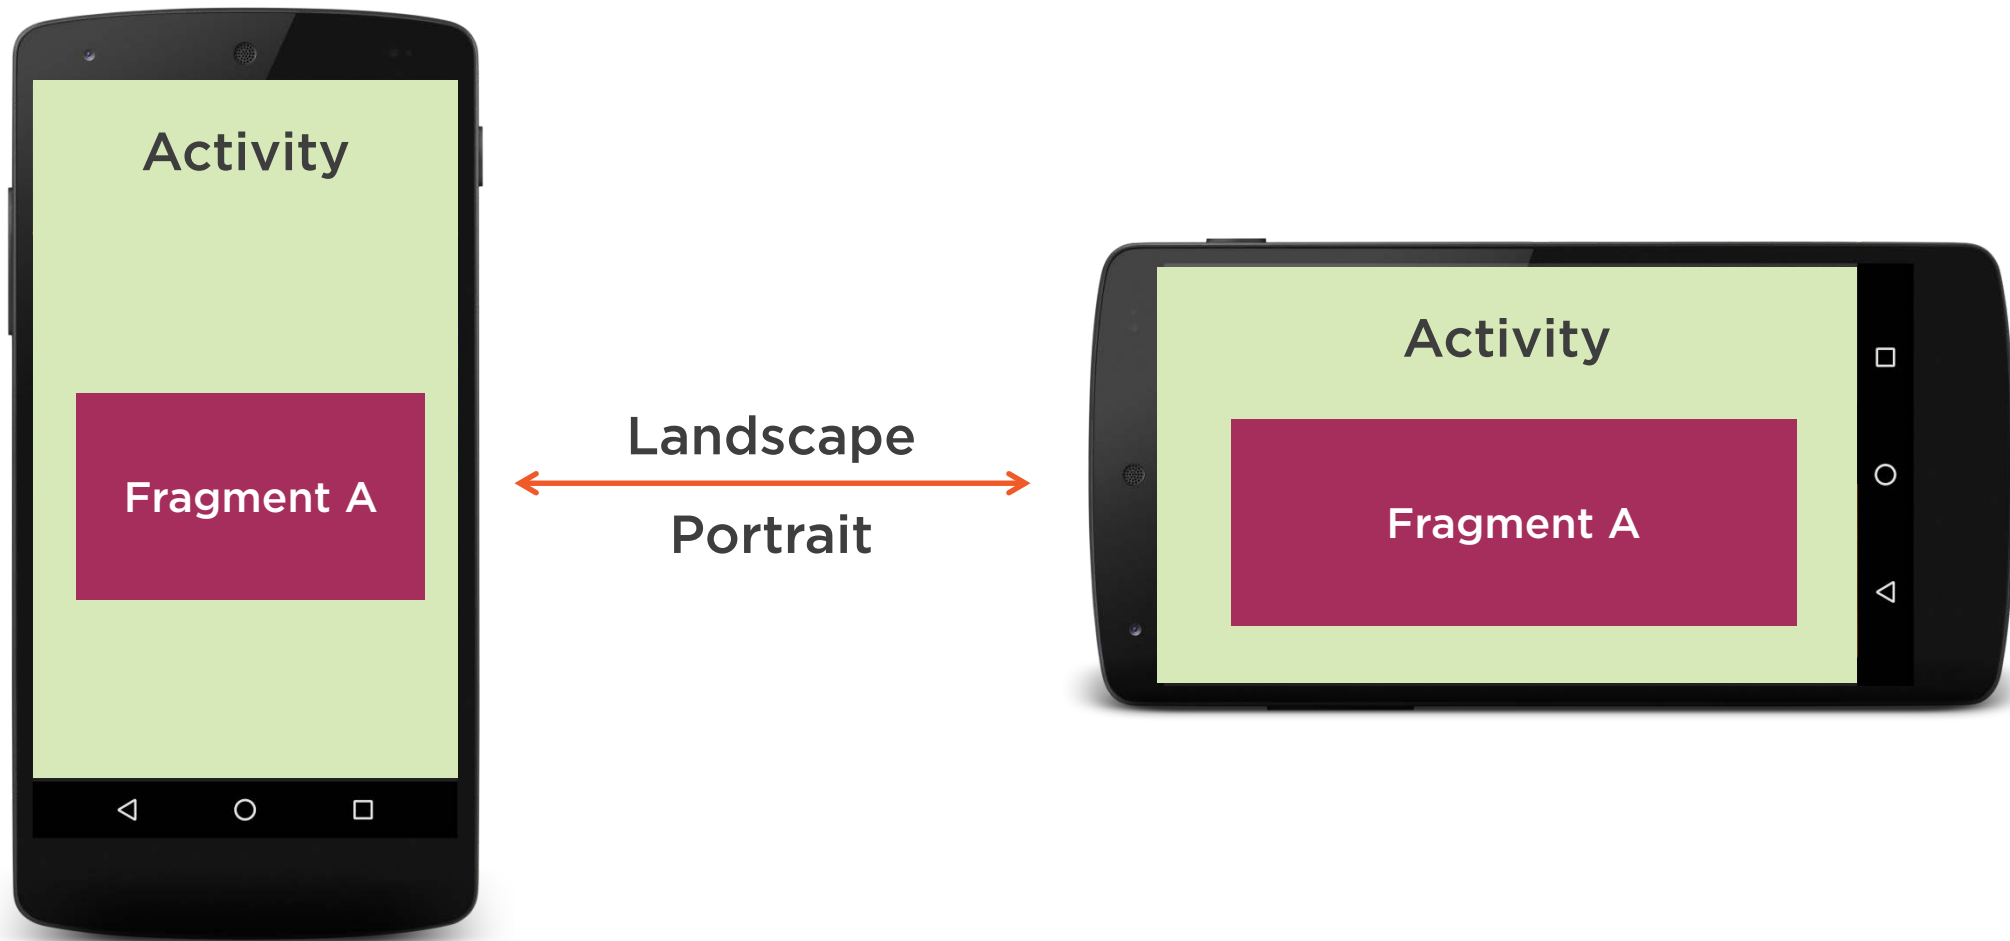 Activity
Fragment A
Landscape
Portrait
Activity
Fragment A